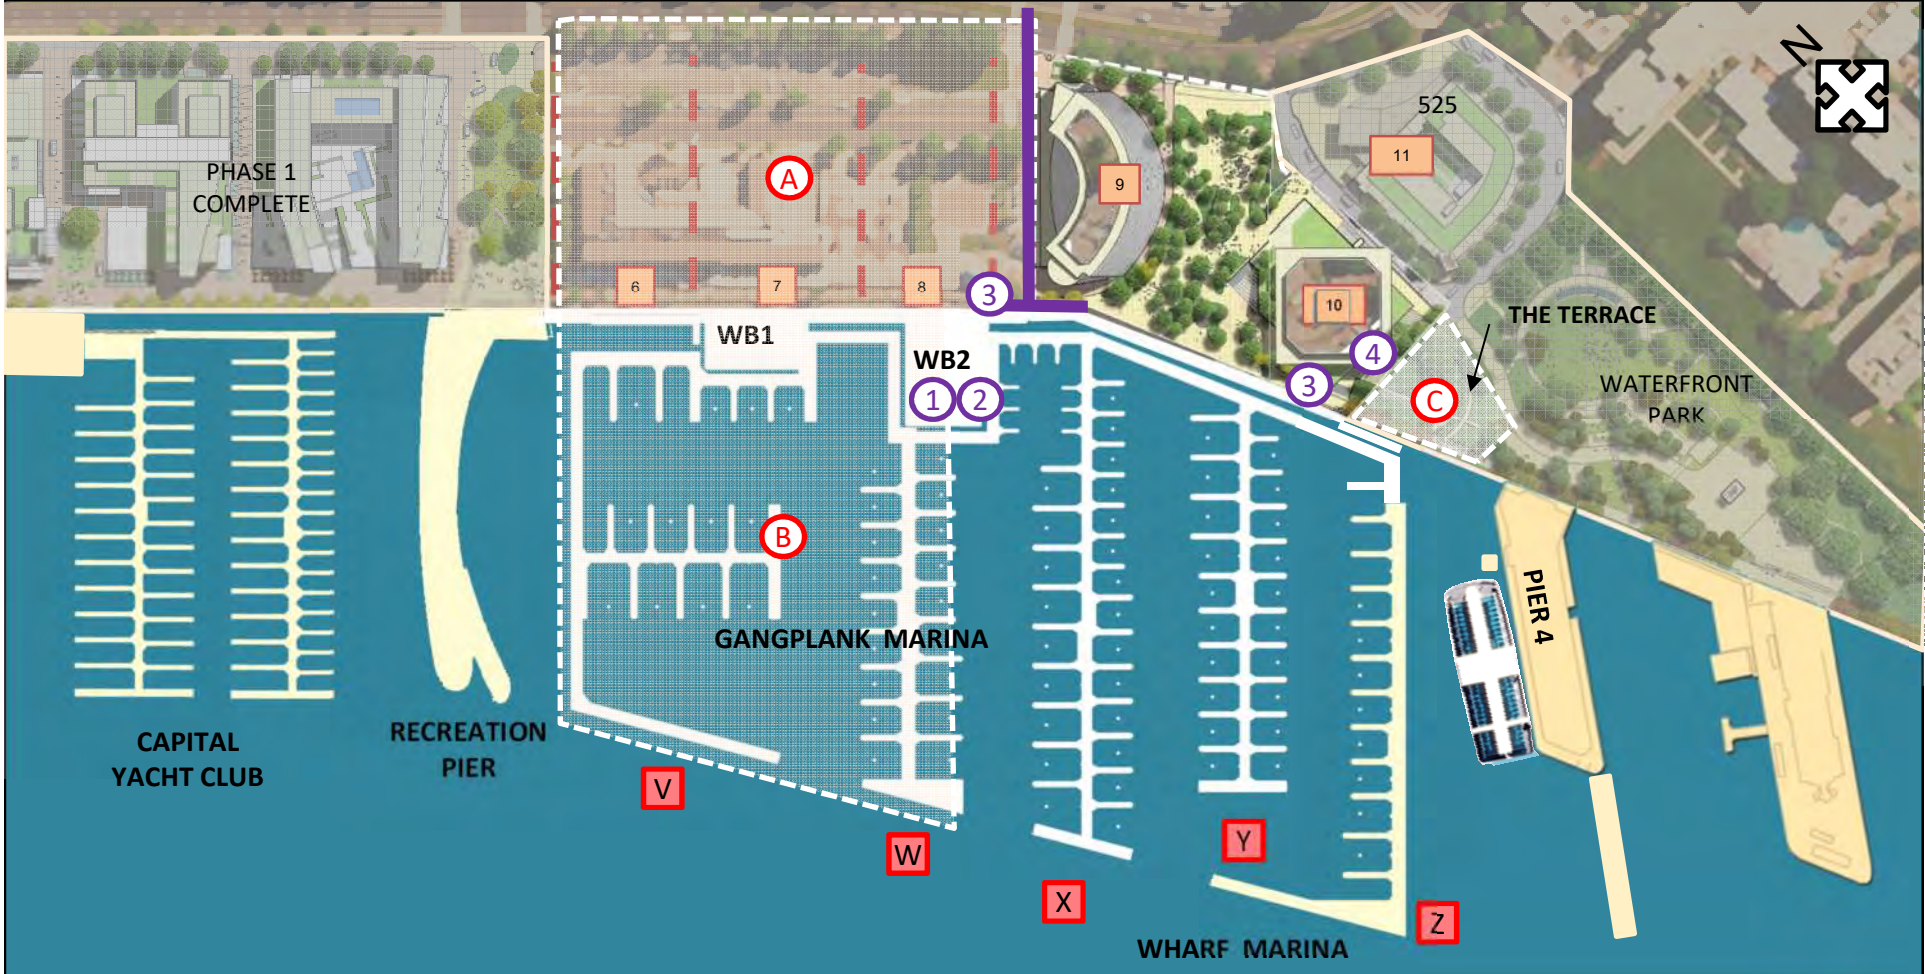 N
525
11
PHASE 1
COMPLETE
A
9
6
7
8
3
10
THE TERRACE
WB1
WB2
4
1
2
3
C
WATERFRONT
PARK
B
PIER 4
GANGPLANK MARINA
CAPITAL
YACHT CLUB
RECREATION
PIER
V
W
Y
X
Z
WHARF MARINA